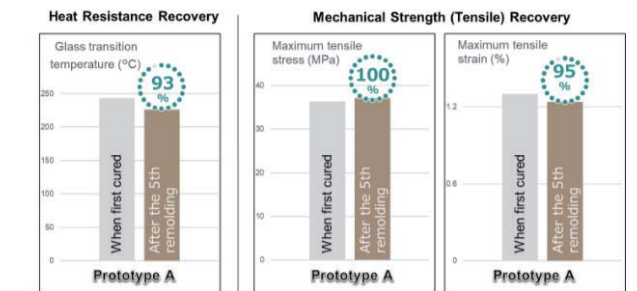 Heat Resistance Recovery
Mechanical Strength (Tensile) Recovery
Glass transition
temperature (°C)
93
%
250
200
150
100
50
0
When first cured
After the 5th
remolding
Prototype A
Maximum tensile
stress (MPa)
100
%
40
30
20
10
0
When first cured
After the 5th
remolding
Prototype A
Maximum tensile
strain (%)
95
%
1.2
0.6
0
When first cured
After the 5th
remolding
Prototype A